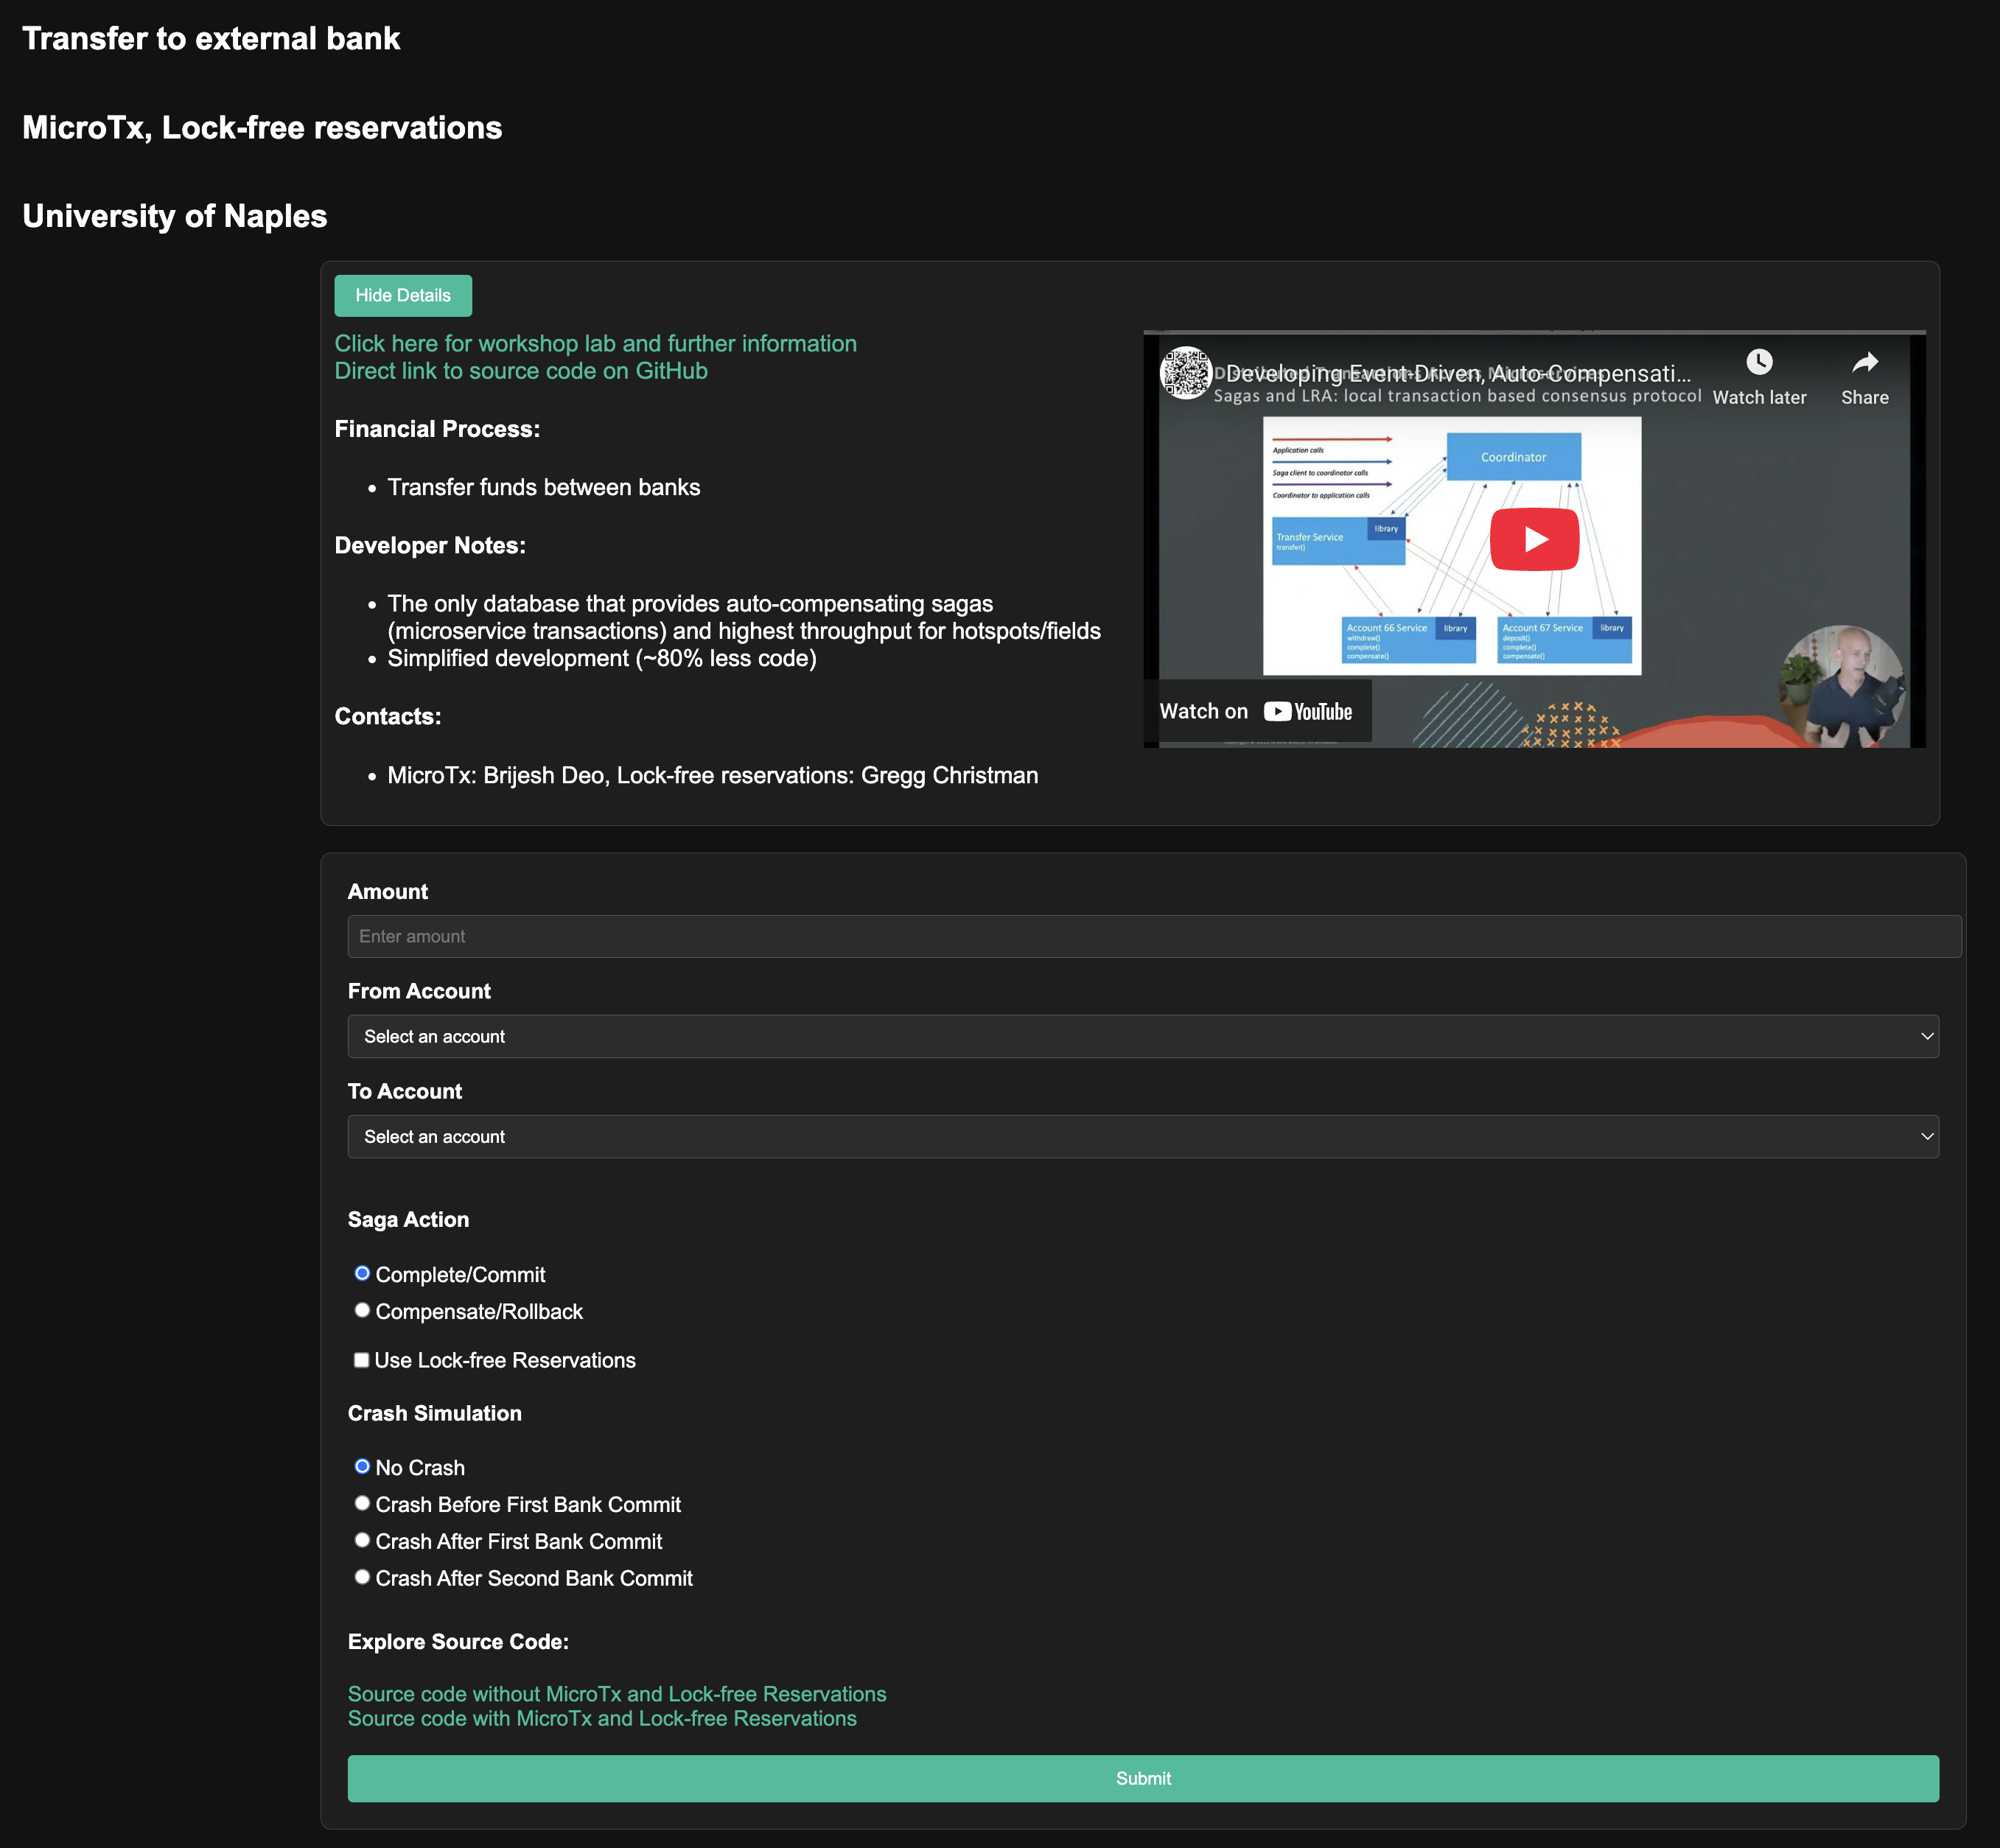 Transfer to external bank
MicroTx, Lock-free reservations
University of Naples
Hide Details
Click here for workshop lab and further information
Direct link to source code on GitHub
Financial Process:
Transfer funds between banks
Developer Notes:
The only database that provides auto-compensating sagas
(microservice transactions) and highest throughput for hotspots/fields
Simplified development (~80% less code)
Contacts:
MicroTx: Brijesh Deo, Lock-free reservations: Gregg Christman
Developing Event-Driven, Auto-Compensati...
Distributed Transactions Across Microservices
Sagas and LRA: local transaction based consensus protocol
Watch later
Share
Application calls
Saga client to coordinator calls
Coordinator to application calls
Coordinator
Transfer Service
transfer()
library
Account 66 Service
withdraw()
complete()
compensate()
library
Account 67 Service
deposit()
complete()
compensate()
library
Watch on YouTube
Amount
Enter amount
From Account
Select an account
To Account
Select an account
Saga Action
Complete/Commit
Compensate/Rollback
Use Lock-free Reservations
Crash Simulation
No Crash
Crash Before First Bank Commit
Crash After First Bank Commit
Crash After Second Bank Commit
Explore Source Code:
Source code without MicroTx and Lock-free Reservations
Source code with MicroTx and Lock-free Reservations
Submit